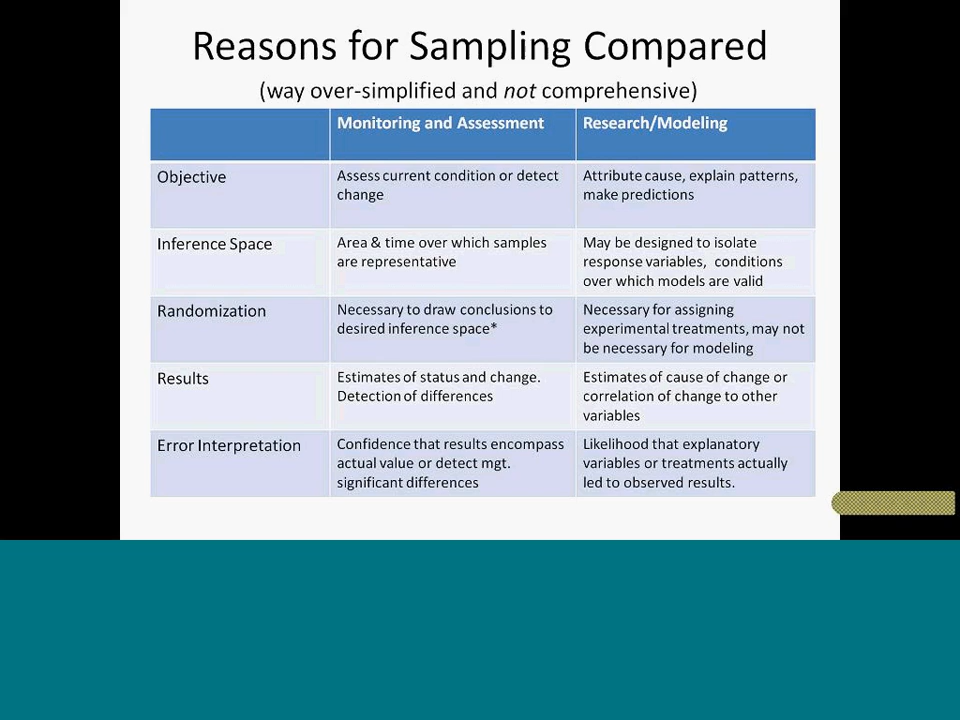 Reasons for Sampling Compared
(way over-simplified and not comprehensive)
Monitoring and Assessment
Research/Modeling
Objective
Assess current condition or detect
change
Attribute cause, explain patterns,
make predictions
Inference Space
Area & time over which samples
are representative
May be designed to isolate
response variables, conditions
over which models are valid
Randomization
Necessary to draw conclusions to
desired inference space*
Necessary for assigning
experimental treatments, may not
be necessary for modeling
Results
Estimates of status and change.
Detection of differences
Estimates of cause of change or
correlation of change to other
variables
Error Interpretation
Confidence that results encompass
actual value or detect mgt.
significant differences
Likelihood that explanatory
variables or treatments actually
led to observed results.